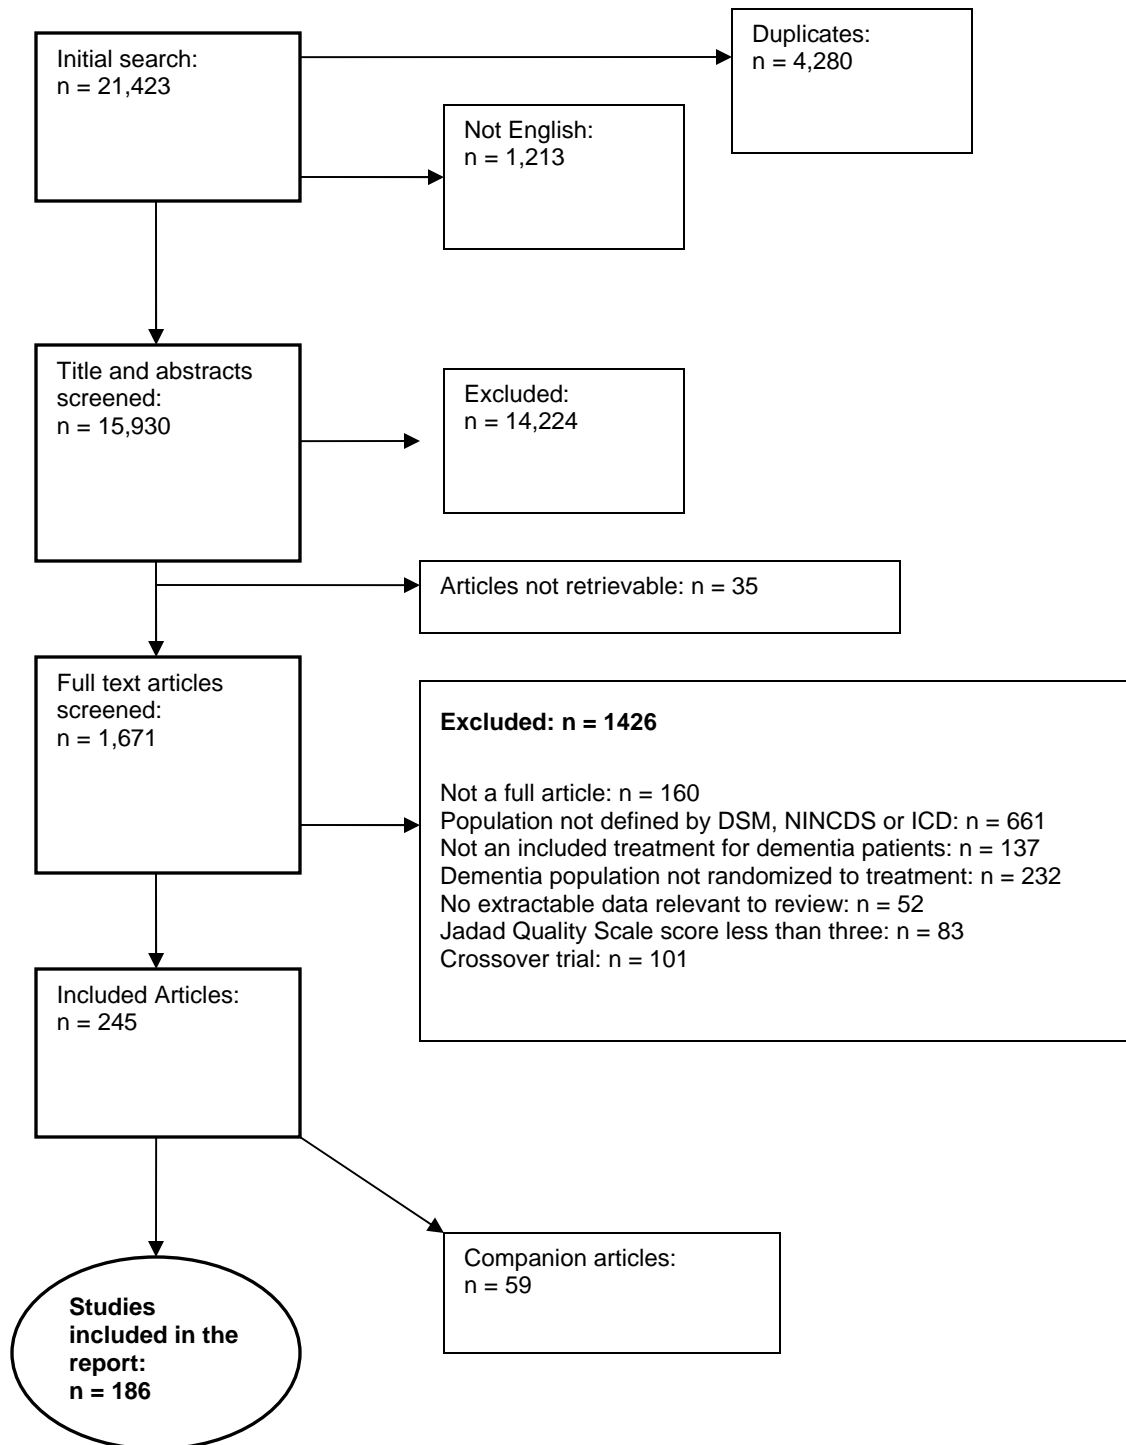 Initial search:
n = 21,423
Duplicates:
n = 4,280
Not English:
n = 1,213
Title and abstracts
screened:
n = 15,930
Excluded:
n = 14,224
Articles not retrievable: n = 35
Full text articles
screened:
n = 1,671
Excluded: n = 1426
Not a full article: n = 160
Population not defined by DSM, NINCDS or ICD: n = 661
Not an included treatment for dementia patients: n = 137
Dementia population not randomized to treatment: n = 232
No extractable data relevant to review: n = 52
Jadad Quality Scale score less than three: n = 83
Crossover trial: n = 101
Included Articles:
n = 245
Companion articles:
n = 59
Studies
included in the
report:
n = 186